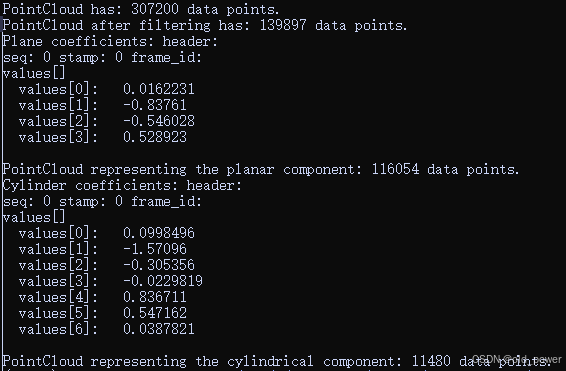 PointCloud has: 307200 data points.
PointCloud after filtering has: 139897 data points.
Plane coefficients: header:
seq: 0 stamp: 0 frame_id:
values[]
  values[0]:   0.0162231
  values[1]:   -0.83761
  values[2]:   -0.546028
  values[3]:   0.528923
PointCloud representing the planar component: 116054 data points.
Cylinder coefficients: header:
seq: 0 stamp: 0 frame_id:
values[]
  values[0]:   0.0998496
  values[1]:   -1.57096
  values[2]:   -0.305356
  values[3]:   -0.0229819
  values[4]:   0.836711
  values[5]:   0.547162
  values[6]:   0.0387821
PointCloud representing the cylindrical component: 11480 data points.